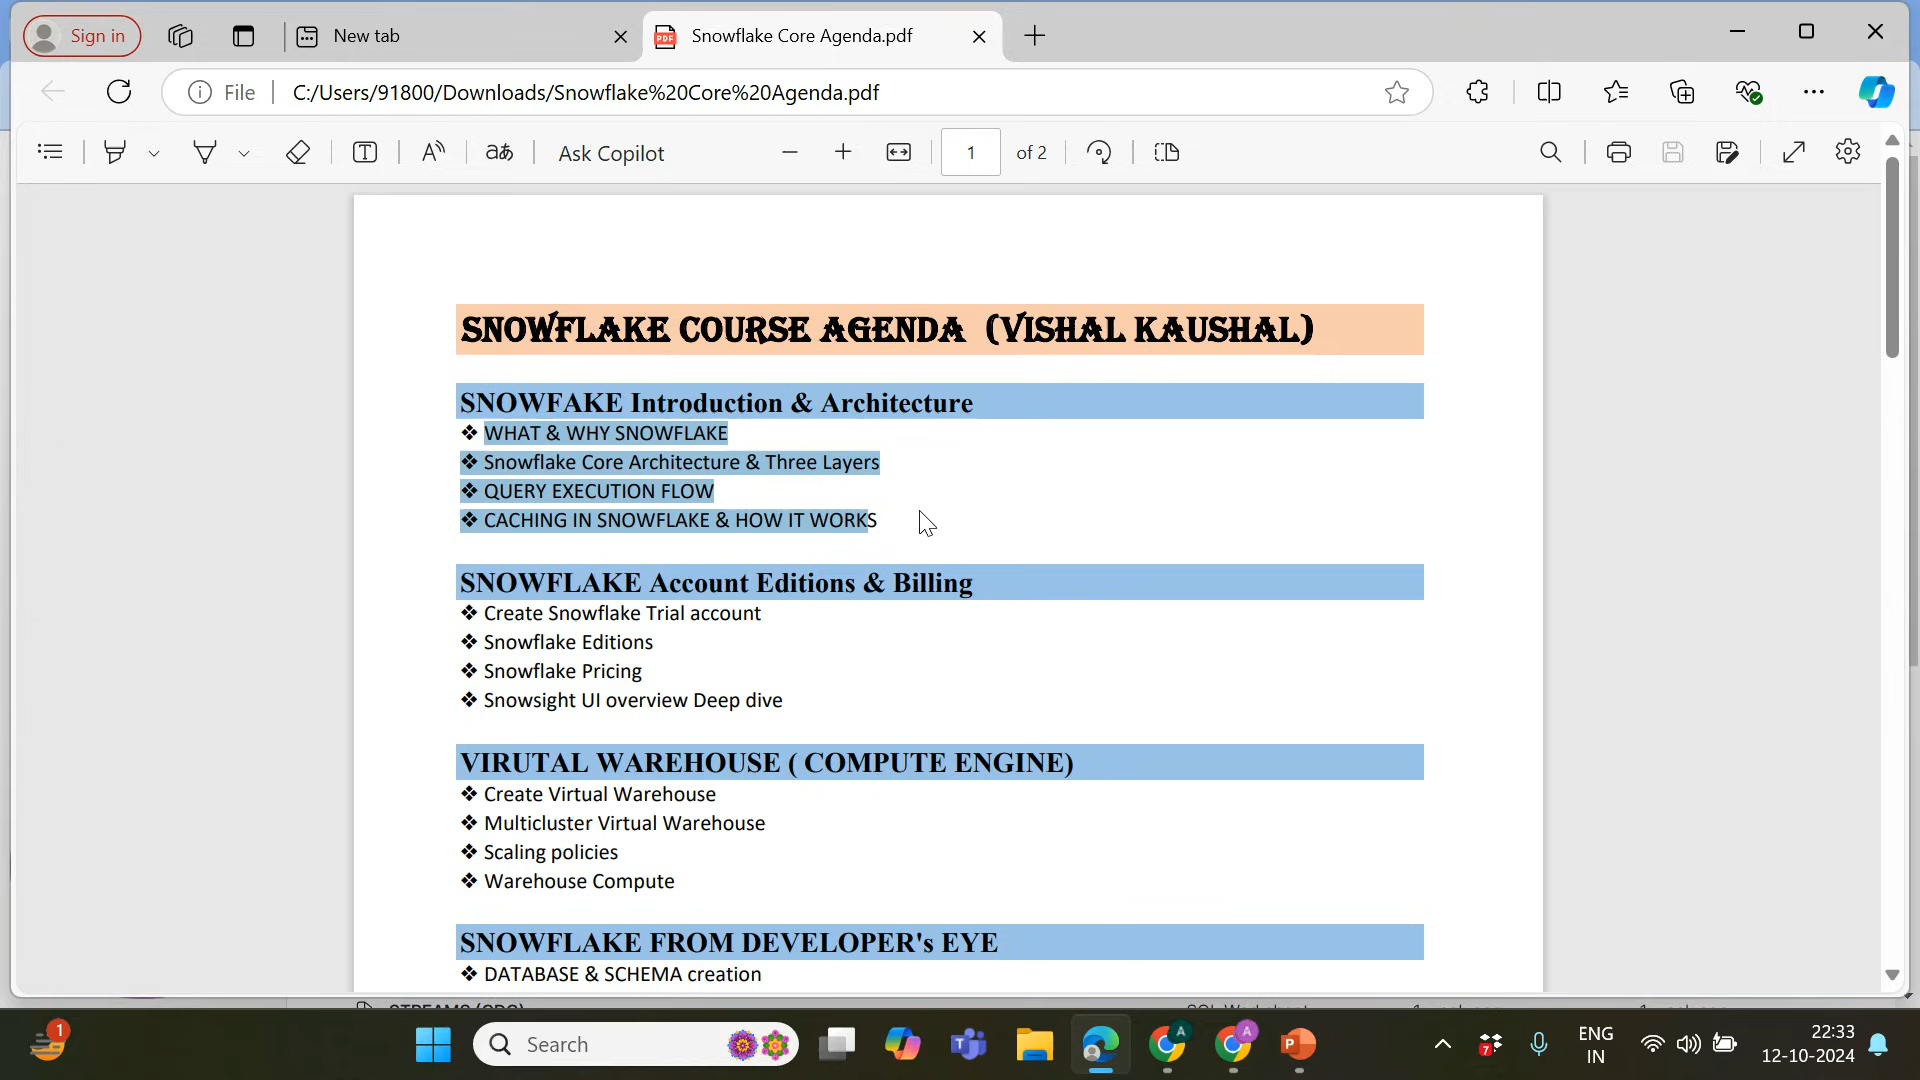 Sign in
New tab
Snowflake Core Agenda.pdf
File
C:/Users/91800/Downloads/Snowflake%20Core%20Agenda.pdf
Ask Copilot
1
of 2
SNOWFLAKE COURSE AGENDA (VISHAL KAUSHAL)
SNOWFAKE Introduction & Architecture
❖ WHAT & WHY SNOWFLAKE
❖ Snowflake Core Architecture & Three Layers
❖ QUERY EXECUTION FLOW
❖ CACHING IN SNOWFLAKE & HOW IT WORKS
SNOWFLAKE Account Editions & Billing
❖ Create Snowflake Trial account
❖ Snowflake Editions
❖ Snowflake Pricing
❖ Snowsight UI overview Deep dive
VIRUTAL WAREHOUSE ( COMPUTE ENGINE)
❖ Create Virtual Warehouse
❖ Multicluster Virtual Warehouse
❖ Scaling policies
❖ Warehouse Compute
SNOWFLAKE FROM DEVELOPER's EYE
❖ DATABASE & SCHEMA creation
1
Search
ENG
IN
22:33
12-10-2024